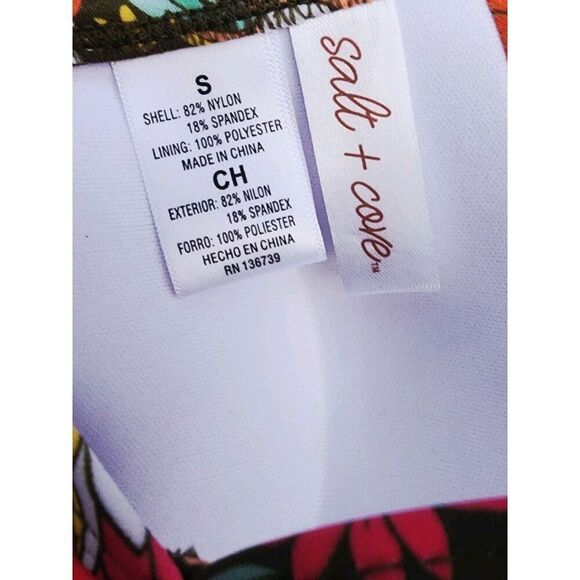 S
SHELL: 82% NYLON
18% SPANDEX
LINING: 100% POLYESTER
MADE IN CHINA
CH
EXTERIOR: 82% NILON
18% SPANDEX
FORRO: 100% POLIESTER
HECHO EN CHINA
RN 136739
salt + cove™